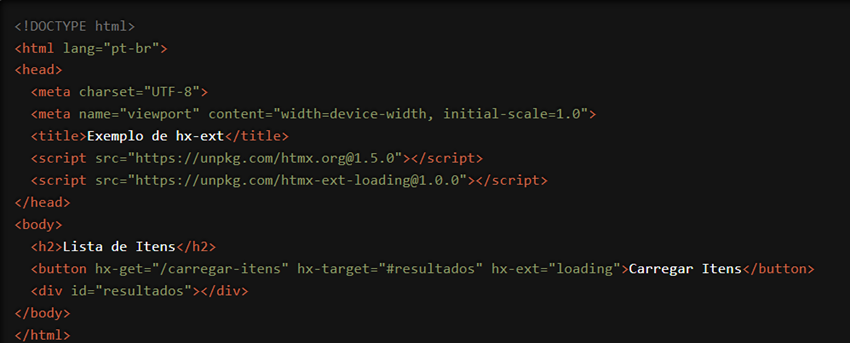 <!DOCTYPE html>
<html lang="pt-br">
<head>
  <meta charset="UTF-8">
  <meta name="viewport" content="width=device-width, initial-scale=1.0">
  <title>Exemplo de hx-ext</title>
  <script src="https://unpkg.com/htmx.org@1.5.0"></script>
  <script src="https://unpkg.com/htmx-ext-loading@1.0.0"></script>
</head>
<body>
  <h2>Lista de Itens</h2>
  <button hx-get="/carregar-itens" hx-target="#resultados" hx-ext="loading">Carregar Itens</button>
  <div id="resultados"></div>
</body>
</html>